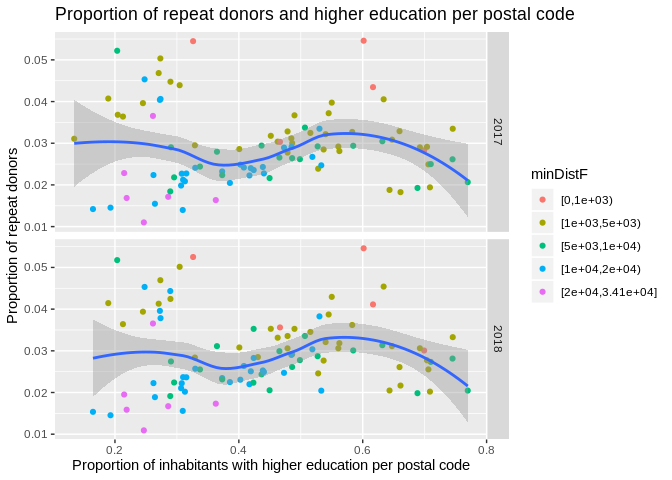 Proportion of repeat donors and higher education per postal code
0.05
0.04
0.03
0.02
0.01
2017
0.05
0.04
0.03
0.02
0.01
2018
0.2 0.4 0.6 0.8
Proportion of inhabitants with higher education per postal code
Proportion of repeat donors
minDistF
[0,1e+03)
[1e+03,5e+03)
[5e+03,1e+04)
[1e+04,2e+04)
[2e+04,3.41e+04]